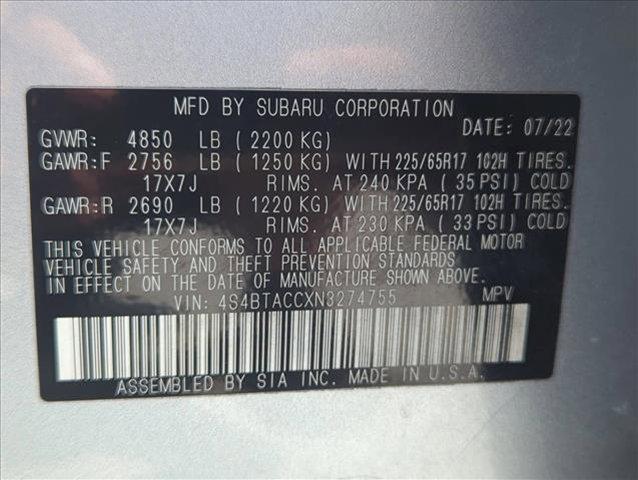 MFD BY SUBARU CORPORATION
GVWR: 4850 LB (2200 KG) DATE: 07/22
GAWR:F 2756 LB (1250 KG) WITH 225/65R17 102H TIRES.
17X7J RIMS. AT 240 KPA (35 PSI) COLD
GAWR:R 2690 LB (1220 KG) WITH 225/65R17 102H TIRES.
17X7J RIMS. AT 230 KPA (33 PSI) COLD
THIS VEHICLE CONFORMS TO ALL APPLICABLE FEDERAL MOTOR
VEHICLE SAFETY AND THEFT PREVENTION STANDARDS
IN EFFECT ON THE DATE OF MANUFACTURE SHOWN ABOVE.
VIN: 4S4BTACCXN3274755 MPV
ASSEMBLED BY SIA INC. MADE IN U.S.A.